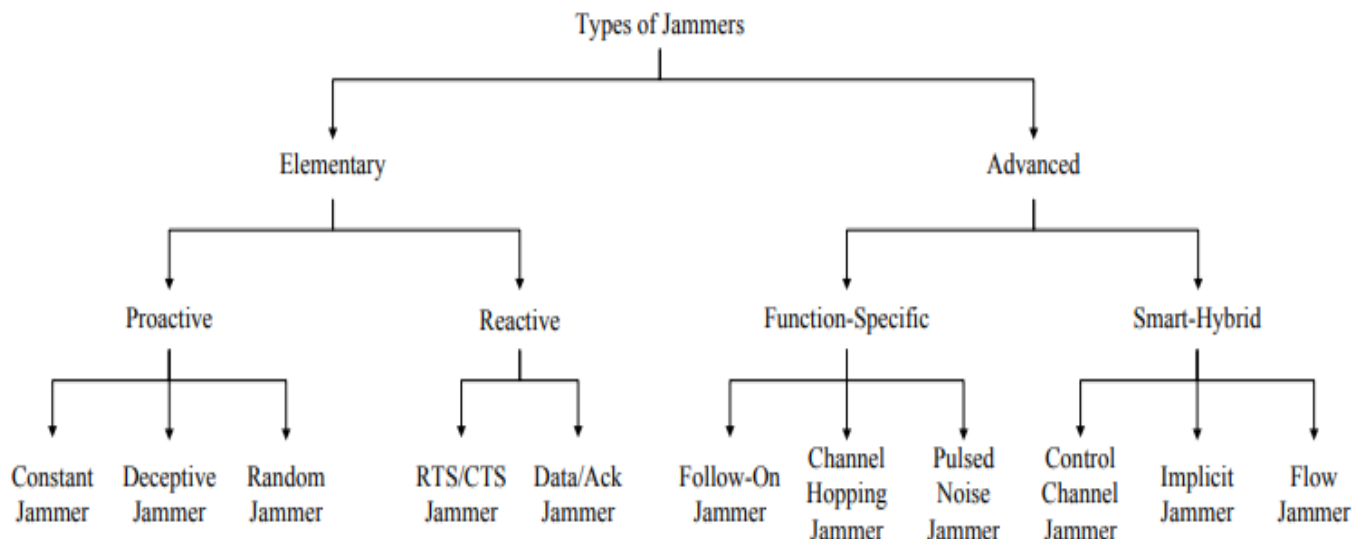 Types of Jammers
Elementary
Advanced
Proactive
Reactive
Function-Specific
Smart-Hybrid
Constant
Jammer
Deceptive
Jammer
Random
Jammer
RTS/CTS
Jammer
Data/Ack
Jammer
Follow-On
Jammer
Channel
Hopping
Jammer
Pulsed
Noise
Jammer
Control
Channel
Jammer
Implicit
Jammer
Flow
Jammer